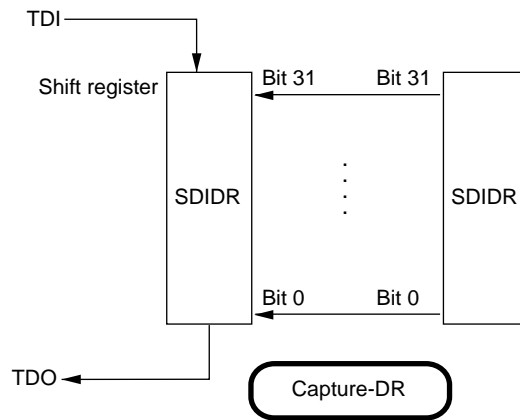 TDI
Shift register
Bit 31
Bit 31
SDIDR
SDIDR
Bit 0
Bit 0
TDO
Capture-DR